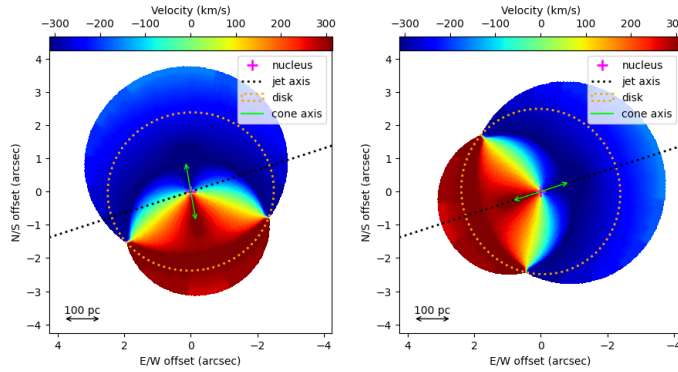 Velocity (km/s)
−300 −200 −100 0 100 200 300
nucleus
jet axis
disk
cone axis
N/S offset (arcsec)
4
3
2
1
0
−1
−2
−3
−4
100 pc
4 2 0 −2 −4
E/W offset (arcsec)
Velocity (km/s)
−300 −200 −100 0 100 200 300
nucleus
jet axis
disk
cone axis
N/S offset (arcsec)
4
3
2
1
0
−1
−2
−3
−4
100 pc
4 2 0 −2 −4
E/W offset (arcsec)